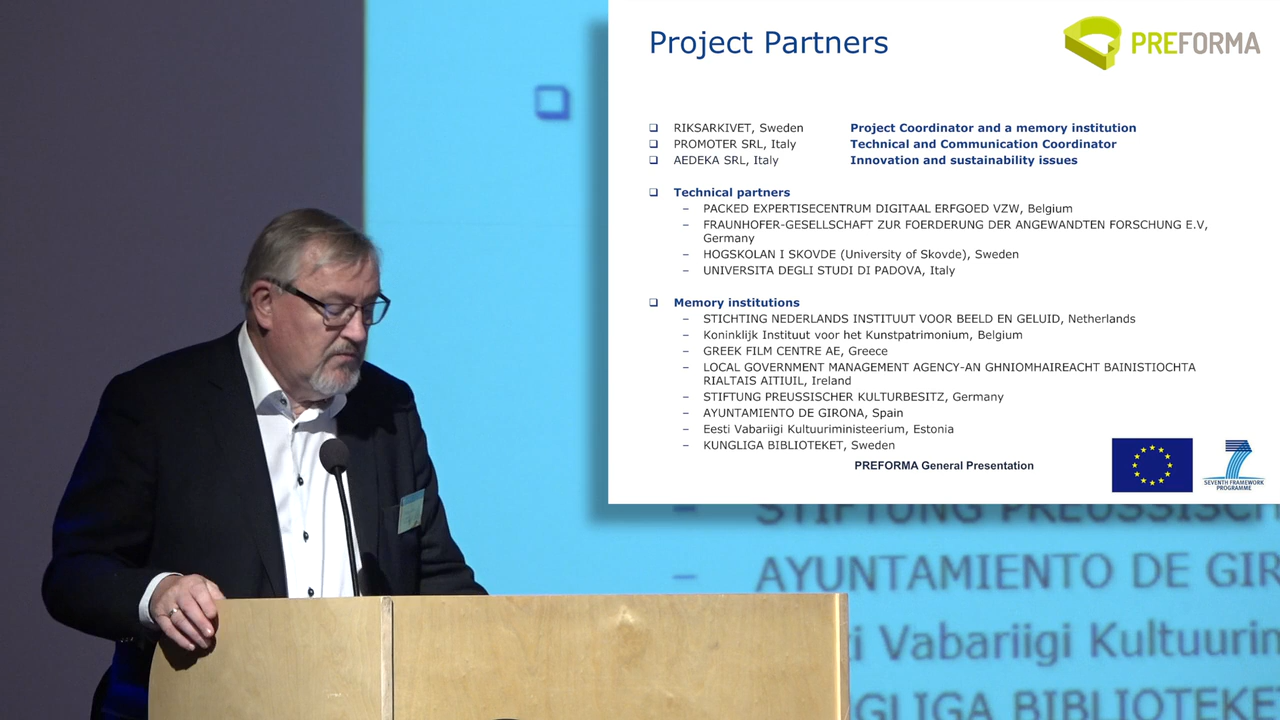 Project Partners
PREFORMA
❑ RIKSARKIVET, Sweden Project Coordinator and a memory institution
❑ PROMOTER SRL, Italy Technical and Communication Coordinator
❑ AEDEKA SRL, Italy Innovation and sustainability issues
❑ Technical partners
– PACKED EXPERTISECENTRUM DIGITAAL ERFGOED VZW, Belgium
– FRAUNHOFER-GESELLSCHAFT ZUR FOERDERUNG DER ANGEWANDTEN FORSCHUNG E.V,
Germany
– HOGSKOLAN I SKOVDE (University of Skovde), Sweden
– UNIVERSITA DEGLI STUDI DI PADOVA, Italy
❑ Memory institutions
– STICHTING NEDERLANDS INSTITUUT VOOR BEELD EN GELUID, Netherlands
– Koninklijk Instituut voor het Kunstpatrimonium, Belgium
– GREEK FILM CENTRE AE, Greece
– LOCAL GOVERNMENT MANAGEMENT AGENCY-AN GHNIOMHAIREACHT BAINISTIOCHTA
RIALTAIS AITIUIL, Ireland
– STIFTUNG PREUSSISCHER KULTURBESITZ, Germany
– AYUNTAMIENTO DE GIRONA, Spain
– Eesti Vabariigi Kultuuriministeerium, Estonia
– KUNGLIGA BIBLIOTEKET, Sweden
PREFORMA General Presentation
SEVENTH FRAMEWORK
PROGRAMME
– STIFTUNG PREUSSISCH
– AYUNTAMIENTO DE GIR
i Vabariigi Kultuurin
GLIGA BIBLIOTEKET